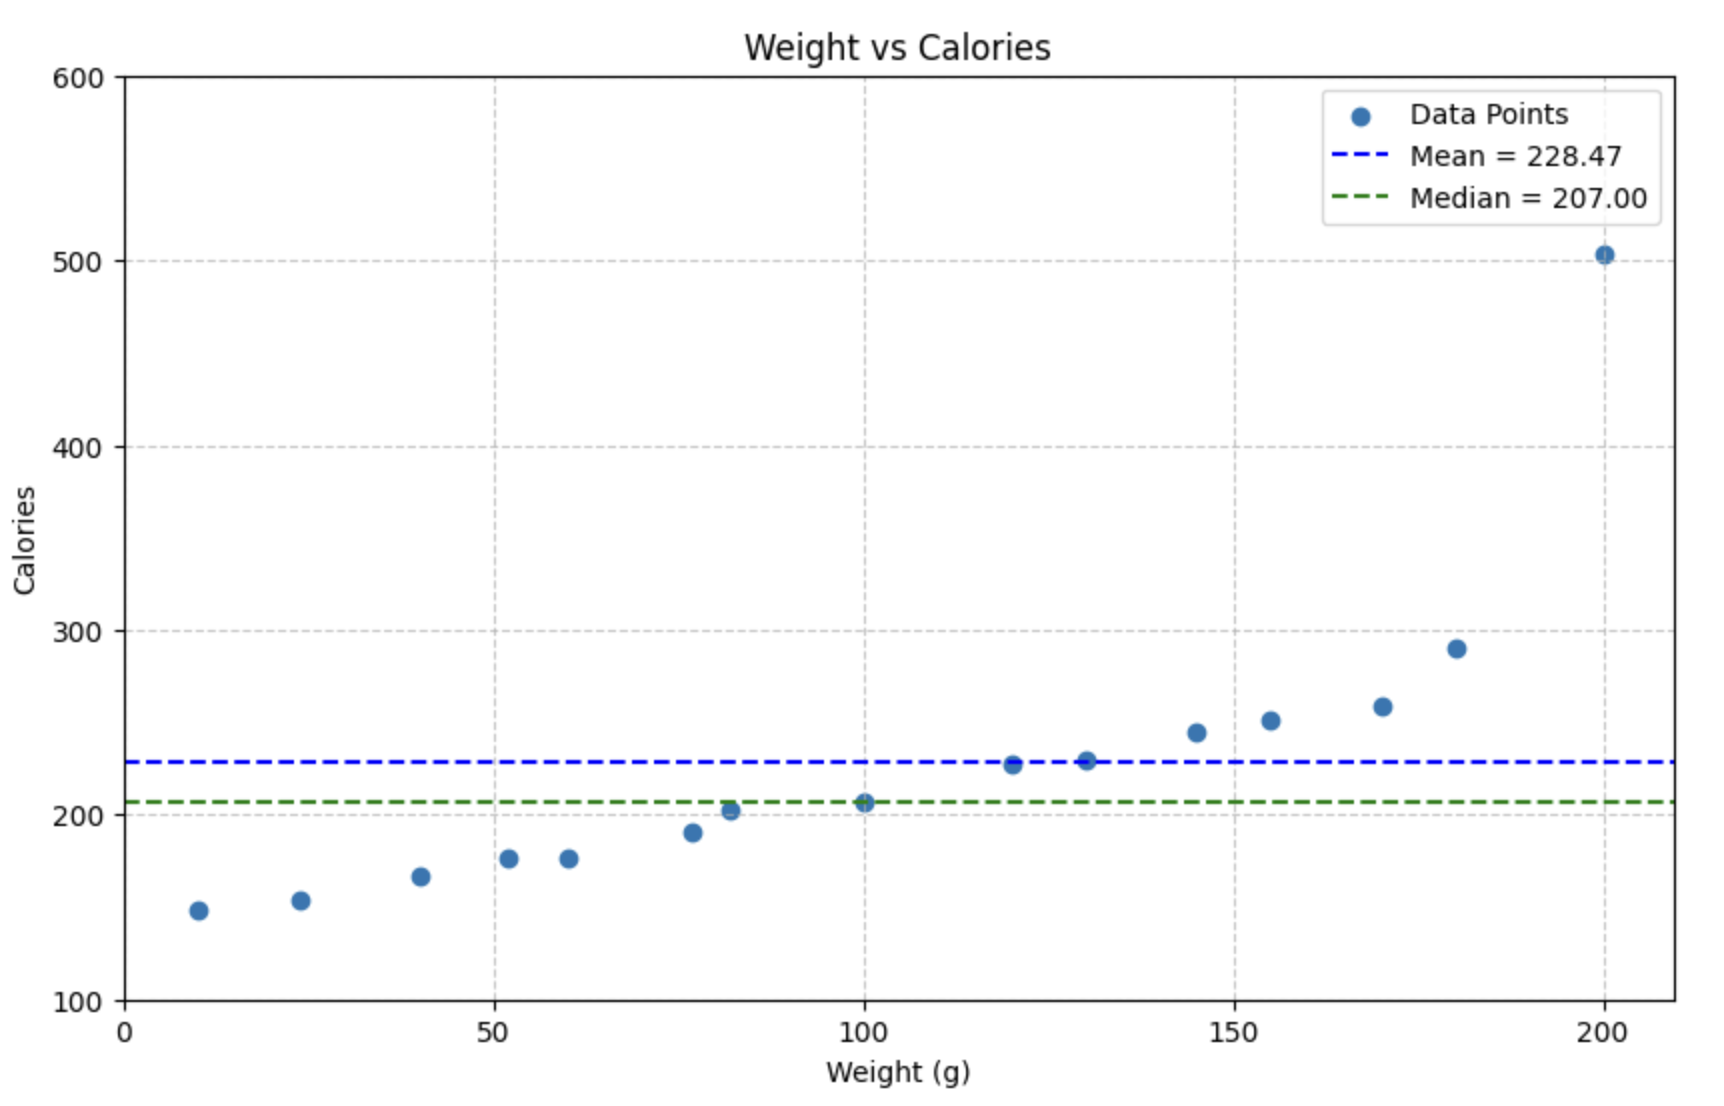 Weight vs Calories
600
500
400
300
200
100
Calories
0
50
100
150
200
Weight (g)
Data Points
Mean = 228.47
Median = 207.00